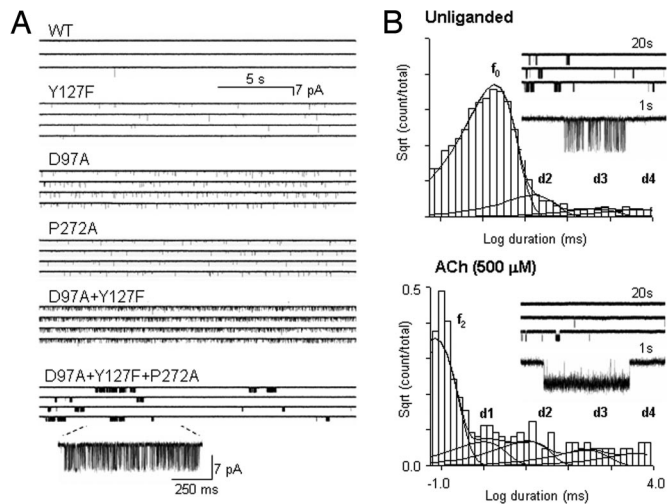 A
WT
5 s
7 pA
Y127F
D97A
P272A
D97A+Y127F
D97A+Y127F+P272A
7 pA
250 ms
B
Unliganded
20s
f0
1s
Sqrt (count/total)
d2
d3
d4
Log duration (ms)
ACh (500 μM)
0.5
20s
f2
1s
Sqrt (count/total)
d1
d2
d3
d4
0.0
-1.0
4.0
Log duration (ms)